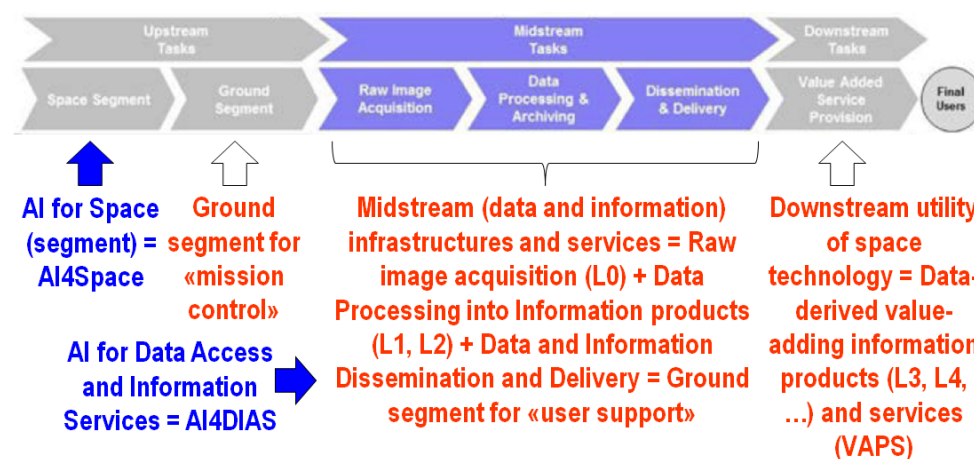 Upstream
Tasks
Midstream
Tasks
Downstream
Tasks
Space Segment
Ground
Segment
Raw Image
Acquisition
Data
Processing &
Archiving
Dissemination
& Delivery
Value Added
Service
Provision
Final
Users
AI for Space
(segment) =
AI4Space
Ground
segment for
«mission
control»
AI for Data Access
and Information
Services = AI4DIAS
Midstream (data and information)
infrastructures and services = Raw
image acquisition (L0) + Data
Processing into Information products
(L1, L2) + Data and Information
Dissemination and Delivery = Ground
segment for «user support»
Downstream utility
of space
technology = Data-
derived value-
adding information
products (L3, L4,
…) and services
(VAPS)